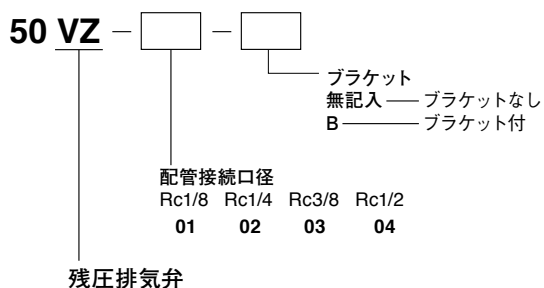 50 VZ － －
ブラケット
無記入 ブラケットなし
B ブラケット付
配管接続口径
Rc1/8 Rc1/4 Rc3/8 Rc1/2
01 02 03 04
残圧排気弁